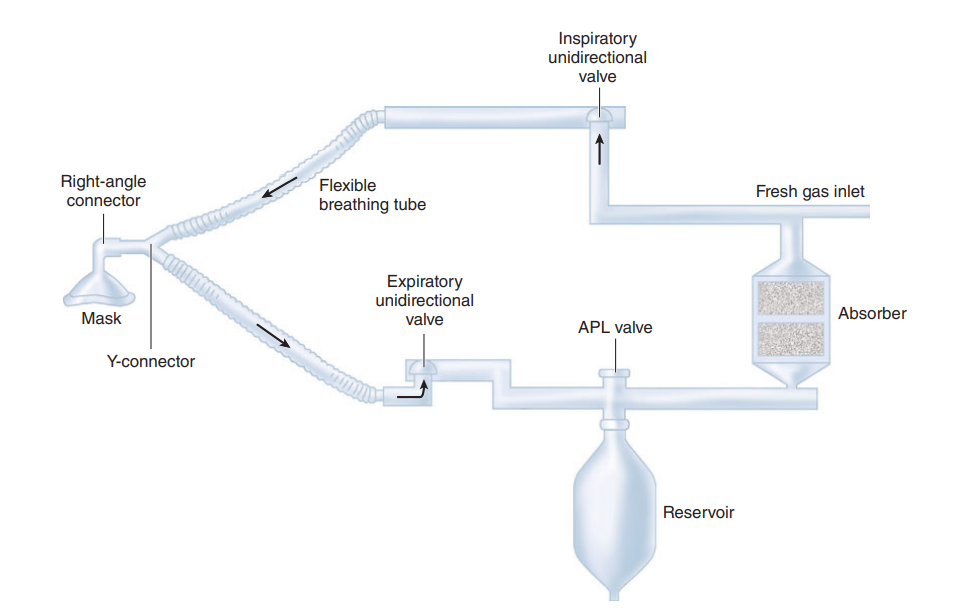 Inspiratory
unidirectional
valve
Right-angle
connector
Flexible
breathing tube
Fresh gas inlet
Mask
Expiratory
unidirectional
valve
Absorber
APL valve
Y-connector
Reservoir